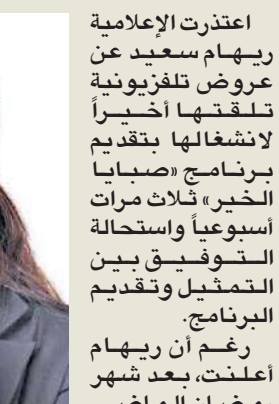 اعتذرت الإعلامية
ريهام سعيد عن
عروض تلفزيونية
تلقتها أخيراً
لانشغالها بتقديم
برنامج «صبايا
الخير» ثلاث مرات
أسبوعياً واستحالة
التوفيق بين
التمثيل وتقديم
البرنامج.
رغم أن ريهام
أعلنت، بعد شهر